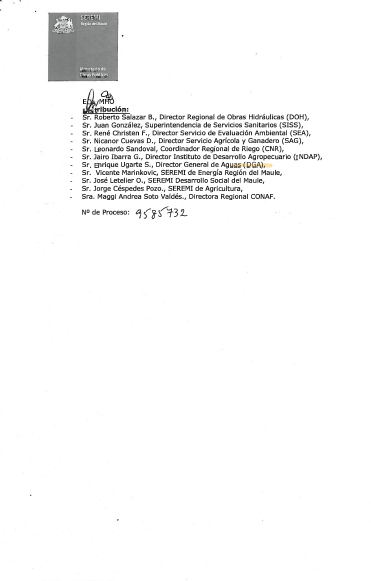 SEREMI
Región del Maule
Ministerio de
Obras Públicas
/MHO
Distribución:
- Sr. Roberto Salazar B., Director Regional de Obras Hidráulicas (DOH),
- Sr. Juan González, Superintendencia de Servicios Sanitarios (SISS),
- Sr. René Christen F., Director Servicio de Evaluación Ambiental (SEA),
- Sr. Nicanor Cuevas D., Director Servicio Agrícola y Ganadero (SAG),
- Sr. Leonardo Sandoval, Coordinador Regional de Riego (CNR),
- Sr. Jairo Ibarra G., Director Instituto de Desarrollo Agropecuario (INDAP),
- Sr. Enrique Ugarte S., Director General de Aguas (DGA),
- Sr. Vicente Marinkovic, SEREMI de Energía Región del Maule,
- Sr. José Letelier O., SEREMI Desarrollo Social del Maule,
- Sr. Jorge Céspedes Pozo., SEREMI de Agricultura,
- Sra. Maggi Andrea Soto Valdés., Directora Regional CONAF.
Nº de Proceso: 9585732